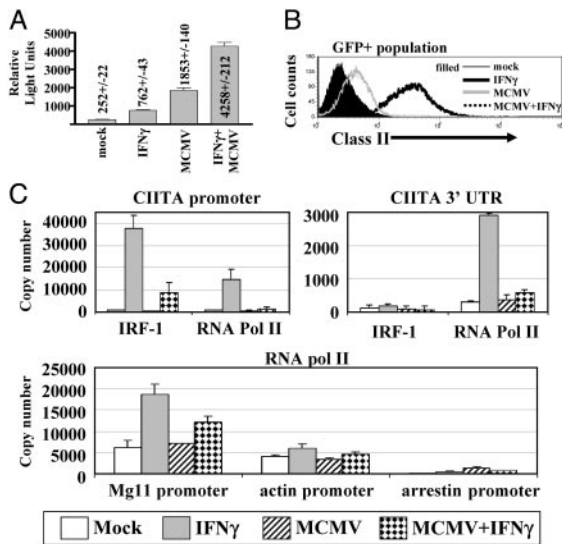 A
Relative
Light Units
5000
4000
3000
2000
1000
252+/-22
762+/-43
1853+/-140
4258+/-212
mock
IFNγ
MCMV
IFNγ+
MCMV
B
GFP+ population
Cell counts
180
135
90
45
0
filled
mock
IFNγ
MCMV
MCMV+IFNγ
Class II
C
CIITA promoter
Copy number
40000
30000
20000
10000
0
IRF-1
RNA Pol II
CIITA 3' UTR
3000
2000
1000
0
IRF-1
RNA Pol II
RNA pol II
Copy number
25000
20000
15000
10000
5000
0
Mg11 promoter
actin promoter
arrestin promoter
Mock
IFNγ
MCMV
MCMV+IFNγ